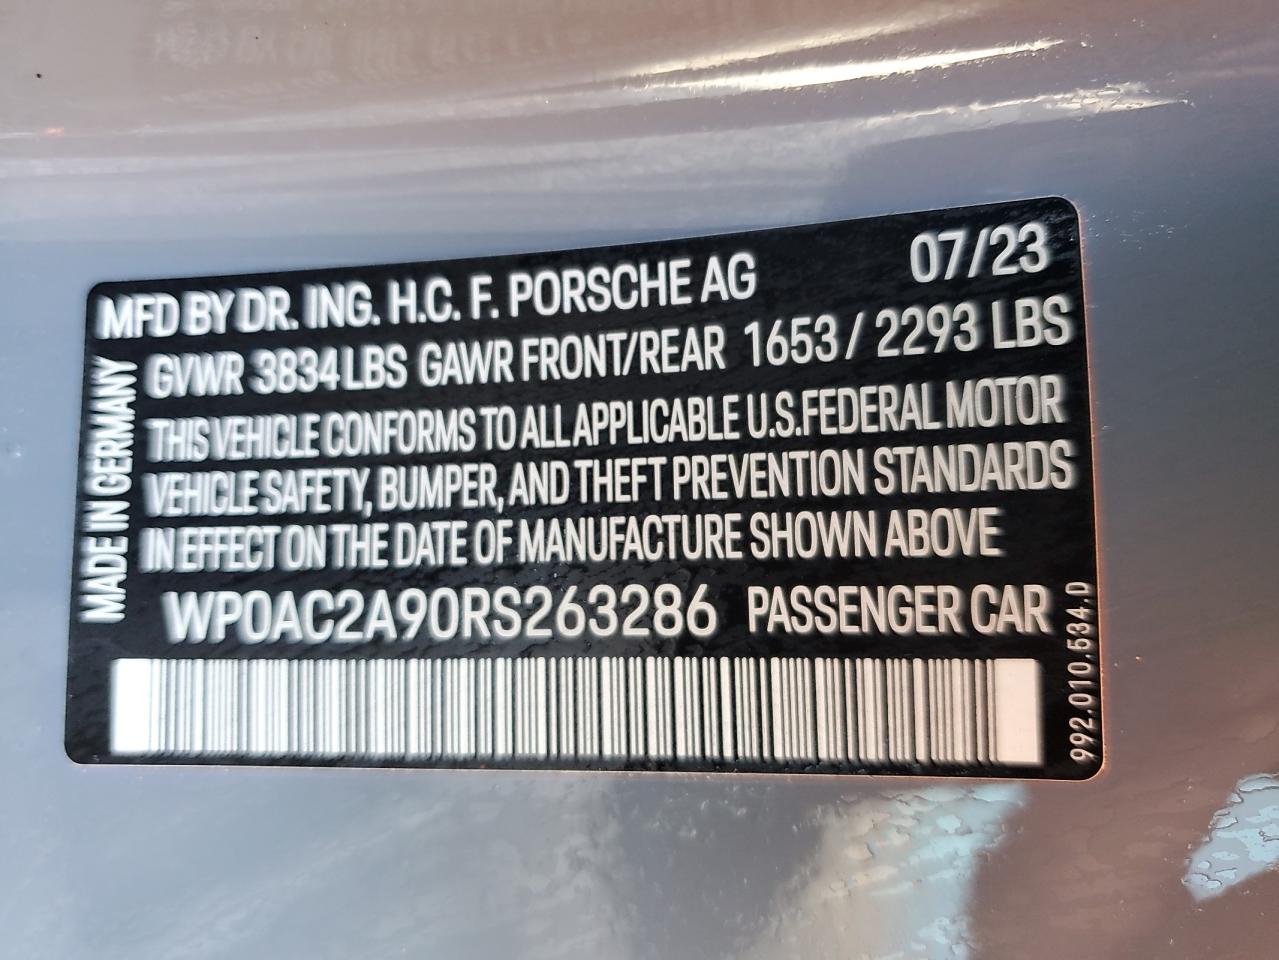 MFD BY DR. ING. H.C. F. PORSCHE AG 07/23
GVWR 3834 LBS GAWR FRONT/REAR 1653 / 2293 LBS
THIS VEHICLE CONFORMS TO ALL APPLICABLE U.S. FEDERAL MOTOR
VEHICLE SAFETY, BUMPER, AND THEFT PREVENTION STANDARDS
IN EFFECT ON THE DATE OF MANUFACTURE SHOWN ABOVE
WP0AC2A90RS263286 PASSENGER CAR
MADE IN GERMANY
992.010.534.D